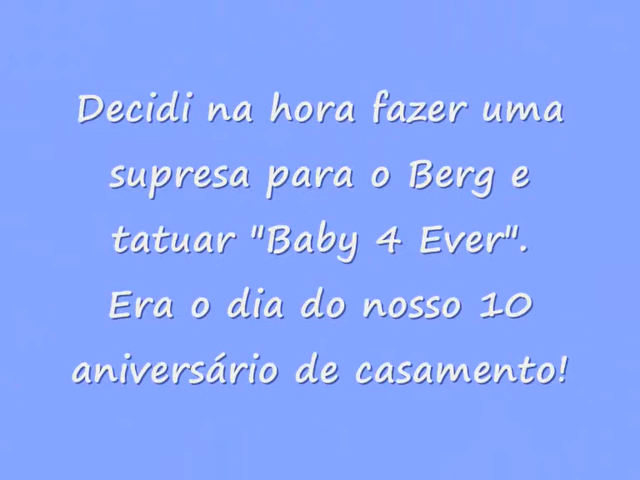 Decidi na hora fazer uma
supresa para o Berg e
tatuar "Baby 4 Ever".
Era o dia do nosso 10
aniversário de casamento!